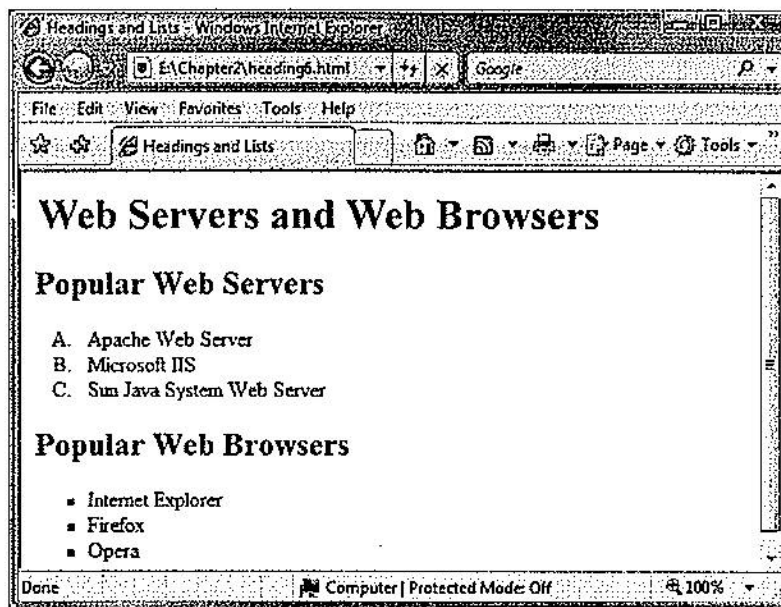 Headings and Lists - Windows Internet Explorer
E:\Chapter2\heading6.html Google
File Edit View Favorites Tools Help
Headings and Lists Page Tools »
Web Servers and Web Browsers
Popular Web Servers
A. Apache Web Server
B. Microsoft IIS
C. Sun Java System Web Server
Popular Web Browsers
▪ Internet Explorer
▪ Firefox
▪ Opera
Done Computer | Protected Mode: Off 100%